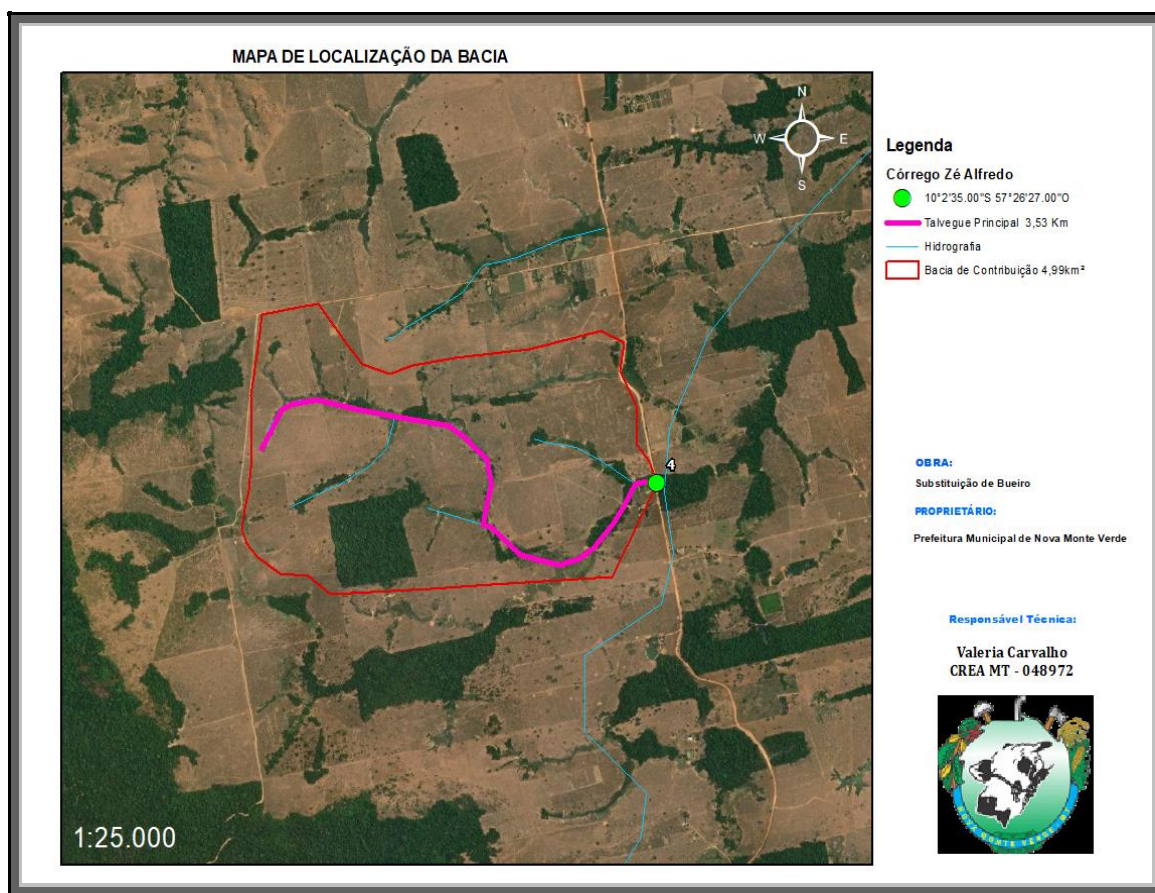 MAPA DE LOCALIZAÇÃO DA BACIA
N
W
E
S
4
1:25.000
Legenda
Córrego Zé Alfredo
10°2'35.00"S 57°26'27.00"O
Talvegue Principal 3,53 Km
Hidrografia
Bacia de Contribuição 4,99km²
OBRA:
Substituição de Bueiro
PROPRIETÁRIO:
Prefeitura Municipal de Nova Monte Verde
Responsável Técnica:
Valeria Carvalho
CREA MT - 048972